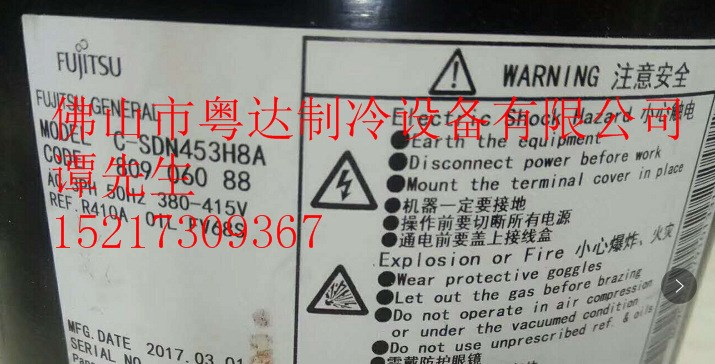 FUJITSU
FUJITSU GENERAL
MODEL C-SDN453H8A
CODE 809 060 88
AC 3PH 50HZ 380-415V
REF.R410A OIL FV68S
MFG.DATE 2017.03.01
SERIAL NO
佛山市粤达制冷设备有限公司
谭先生
15217309367
WARNING 注意安全
Electric Shock Hazard 小心触电
●Earth the equipment
●Disconnect power before work
●Mount the terminal cover in place
●机器一定要接地
●操作前要切断所有电源
●通电前要盖上接线盒
Explosion or Fire 小心爆炸、火灾
●Wear protective goggles
●Let out the gas before brazing
●Do not operate in air compression
or under the vacuumed condition
●Do not use unprescribed ref. & oils
●需戴防护眼镜